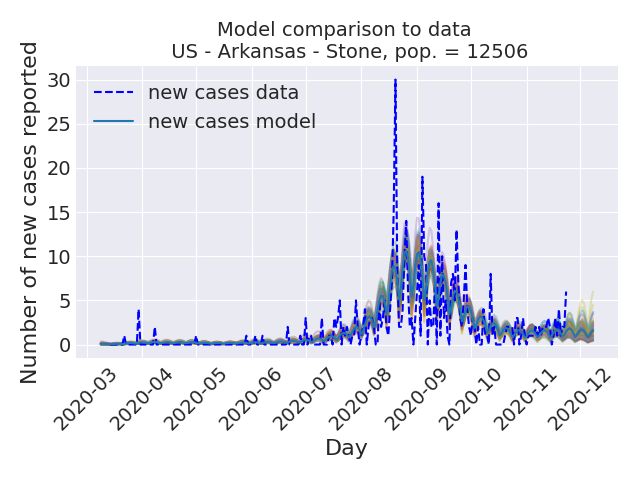 Model comparison to data
US - Arkansas - Stone, pop. = 12506
Number of new cases reported
30
25
20
15
10
5
0
new cases data
new cases model
2020-03
2020-04
2020-05
2020-06
2020-07
2020-08
2020-09
2020-10
2020-11
2020-12
Day